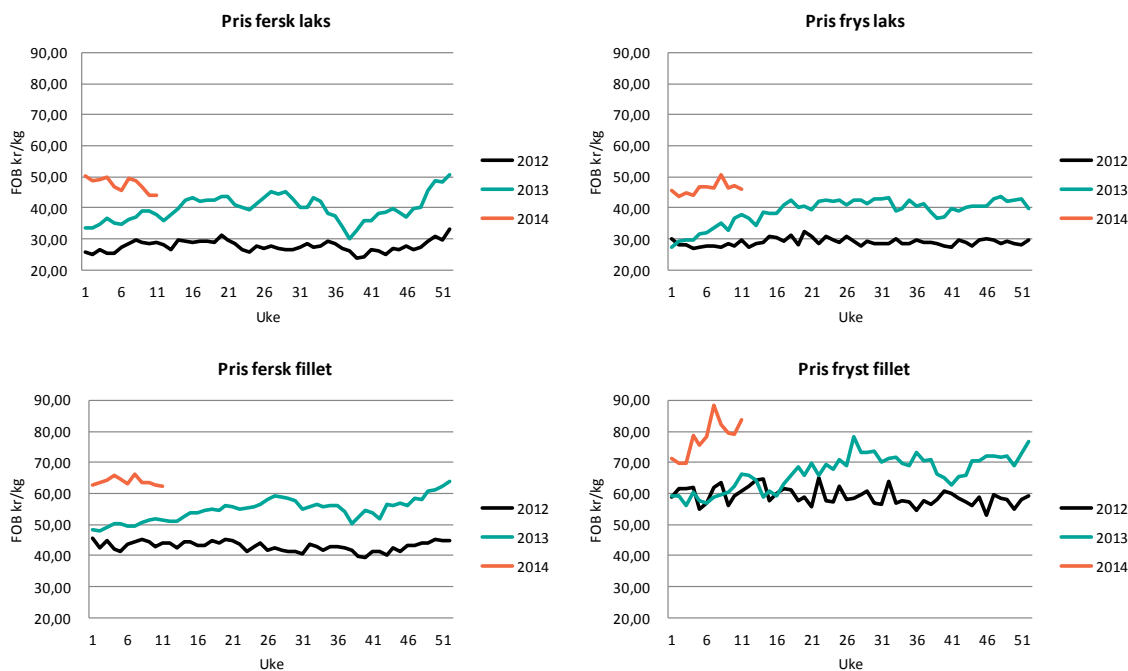 Pris fersk laks
90,00
80,00
70,00
60,00
50,00
40,00
30,00
20,00
FOB kr/kg
1 6 11 16 21 26 31 36 41 46 51
Uke
2012
2013
2014
Pris frys laks
90,00
80,00
70,00
60,00
50,00
40,00
30,00
20,00
FOB kr/kg
1 6 11 16 21 26 31 36 41 46 51
Uke
2012
2013
2014
Pris fersk fillet
90,00
80,00
70,00
60,00
50,00
40,00
30,00
20,00
FOB kr/kg
1 6 11 16 21 26 31 36 41 46 51
Uke
2012
2013
2014
Pris fryst fillet
90,00
80,00
70,00
60,00
50,00
40,00
30,00
20,00
FOB kr/kg
1 6 11 16 21 26 31 36 41 46 51
Uke
2012
2013
2014